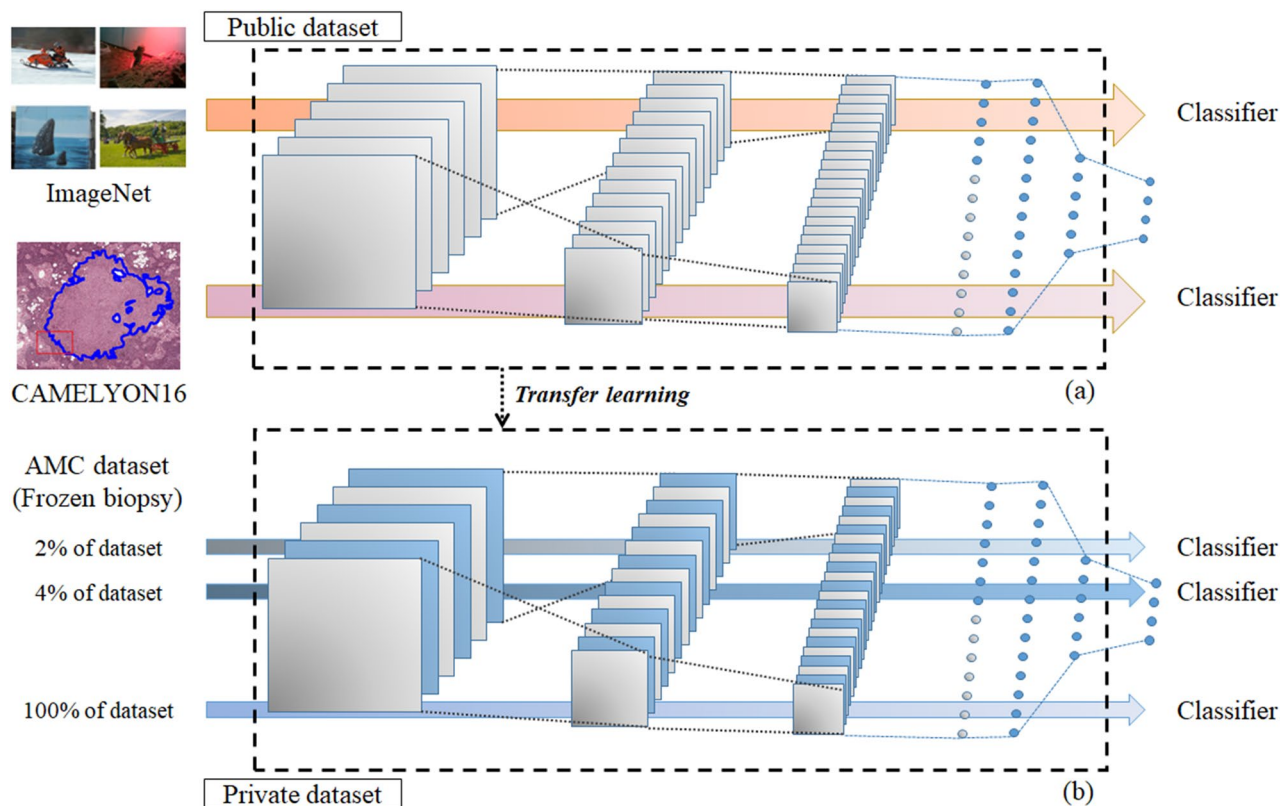 Public dataset
Classifier
ImageNet
Classifier
CAMELYON16
(a)
Transfer learning
AMC dataset
(Frozen biopsy)
2% of dataset
Classifier
4% of dataset
Classifier
100% of dataset
Classifier
(b)
Private dataset